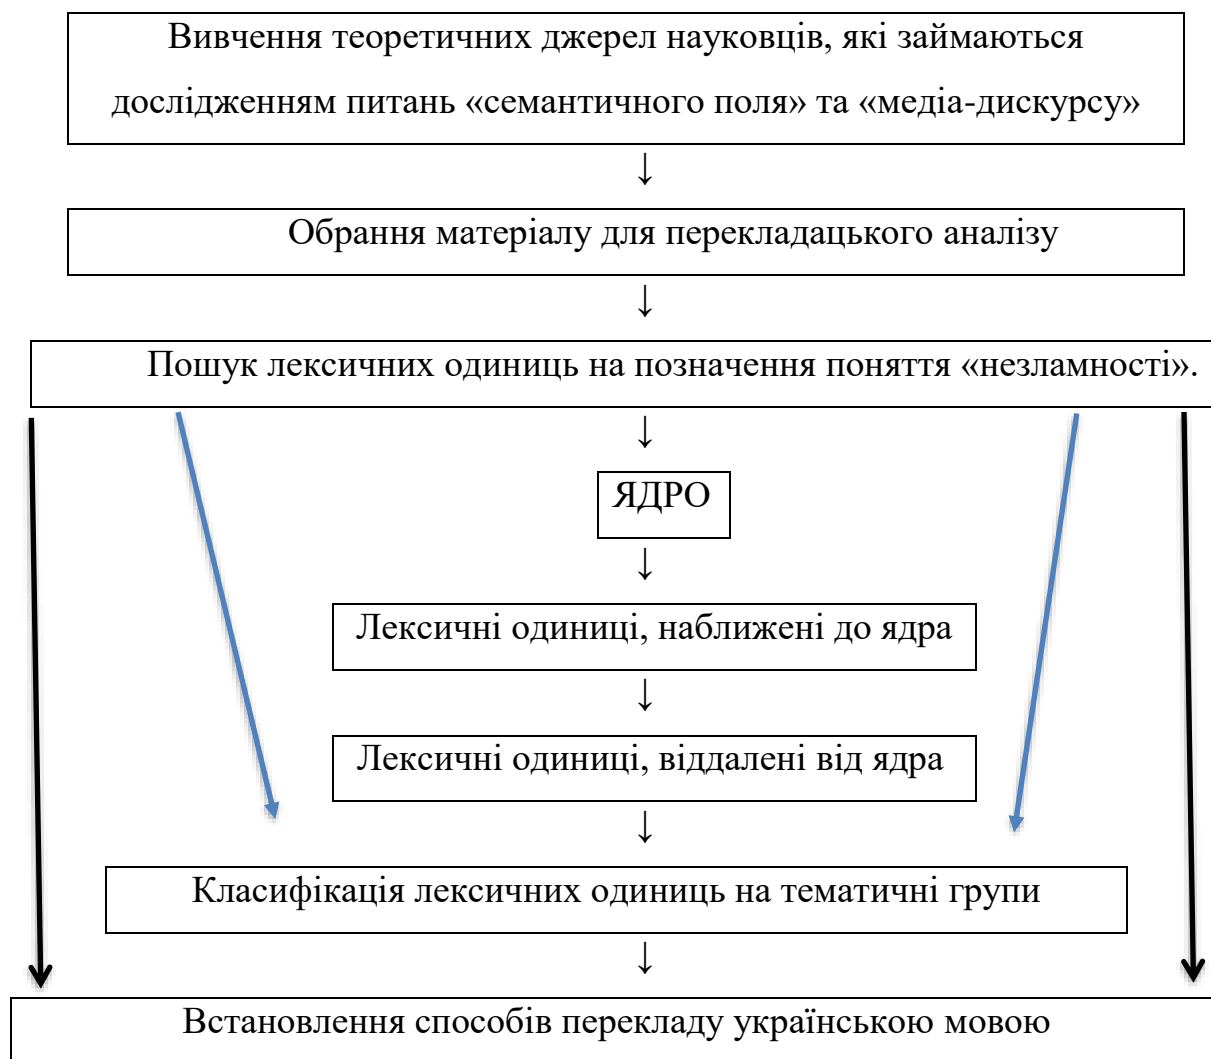 Вивчення теоретичних джерел науковців, які займаються
дослідженням питань «семантичного поля» та «медіа-дискурсу»
↓
Обрання матеріалу для перекладацького аналізу
↓
Пошук лексичних одиниць на позначення поняття «незламності».
↓
ЯДРО
↓
Лексичні одиниці, наближені до ядра
↓
Лексичні одиниці, віддалені від ядра
↓
Класифікація лексичних одиниць на тематичні групи
↓
Встановлення способів перекладу українською мовою